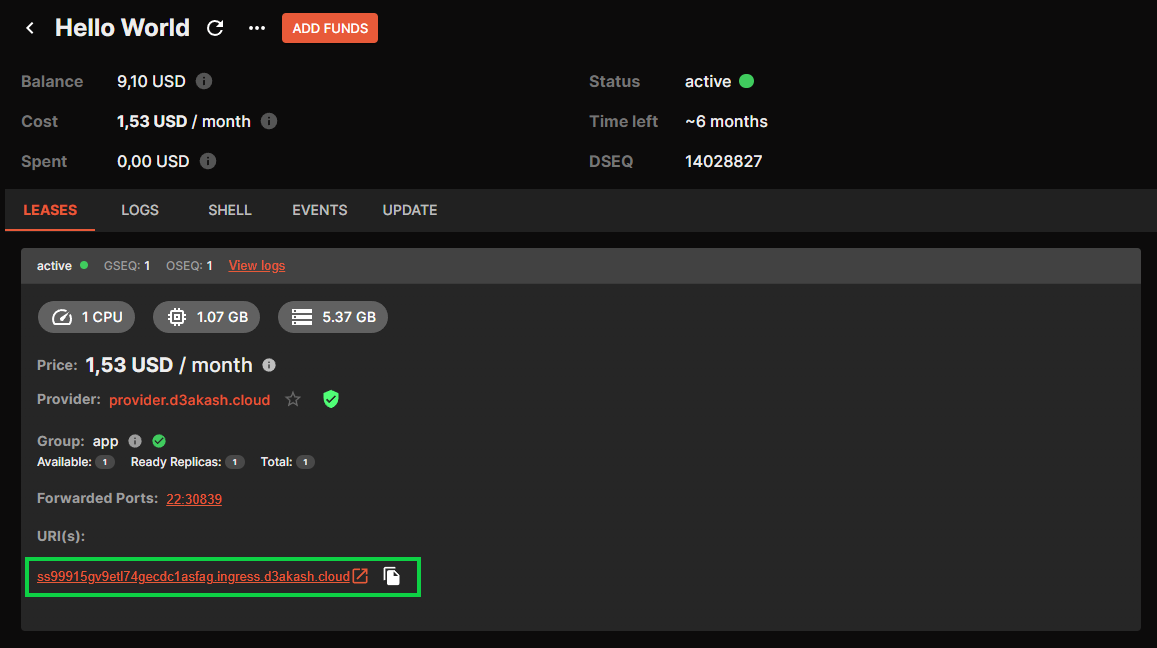 Hello World ADD FUNDS
Balance 9,10 USD Status active
Cost 1,53 USD / month Time left ~6 months
Spent 0,00 USD DSEQ 14028827
LEASES LOGS SHELL EVENTS UPDATE
active GSEQ: 1 OSEQ: 1 View logs
1 CPU 1.07 GB 5.37 GB
Price: 1,53 USD / month
Provider: provider.d3akash.cloud
Group: app
Available: 1 Ready Replicas: 1 Total: 1
Forwarded Ports: 22:30839
URI(s):
ss99915gv9etl74gecdc1asfag.ingress.d3akash.cloud